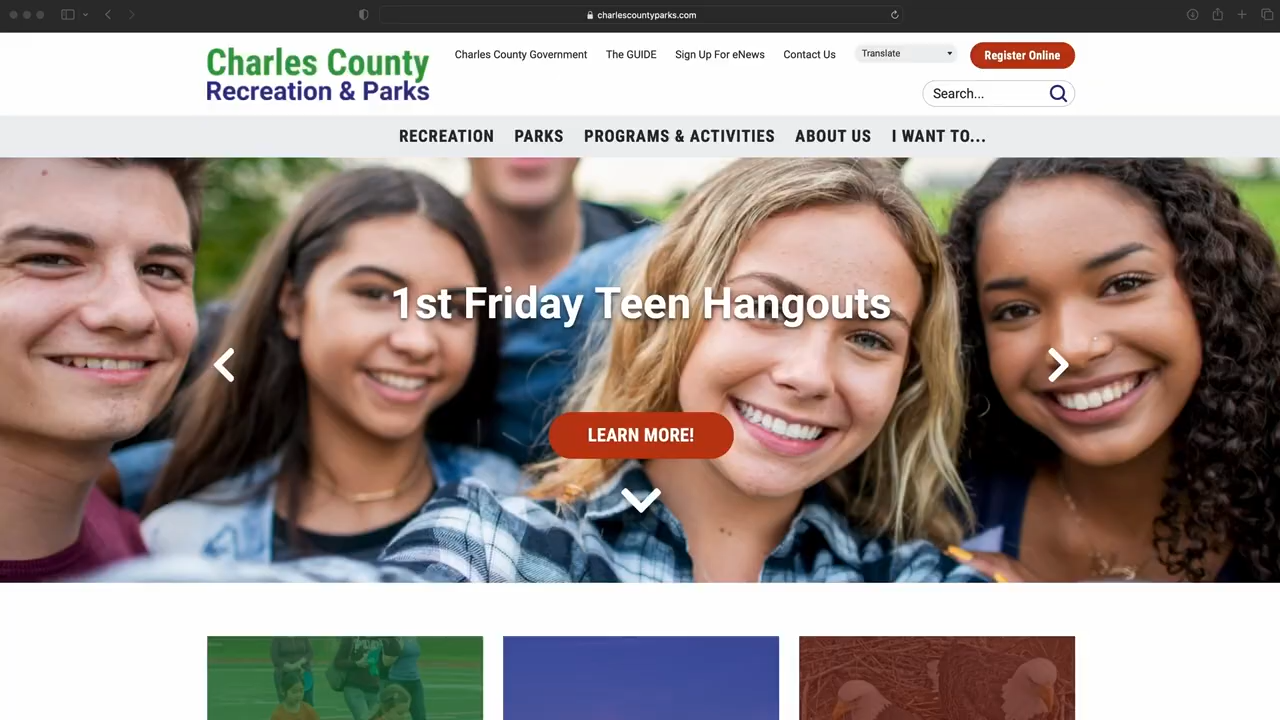 charlescountyparks.com
Charles County
Recreation & Parks
Charles County Government
The GUIDE
Sign Up For eNews
Contact Us
Translate
Register Online
Search...
RECREATION
PARKS
PROGRAMS & ACTIVITIES
ABOUT US
I WANT TO...
1st Friday Teen Hangouts
LEARN MORE!